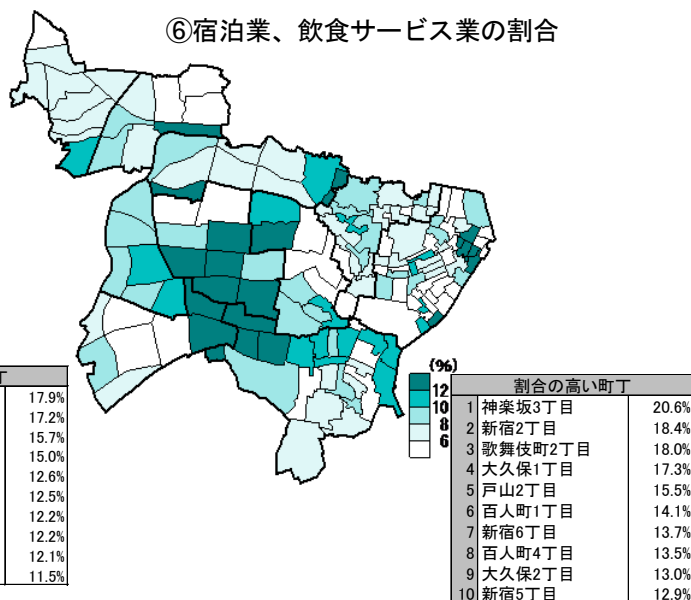 ⑥宿泊業、飲食サービス業の割合
丁
17.9%
17.2%
15.7%
15.0%
12.6%
12.5%
12.2%
12.2%
12.1%
11.5%
(%)
12
10
8
6
割合の高い町丁
1 神楽坂3丁目 20.6%
2 新宿2丁目 18.4%
3 歌舞伎町2丁目 18.0%
4 大久保1丁目 17.3%
5 戸山2丁目 15.5%
6 百人町1丁目 14.1%
7 新宿6丁目 13.7%
8 百人町4丁目 13.5%
9 大久保2丁目 13.0%
10 新宿5丁目 12.9%